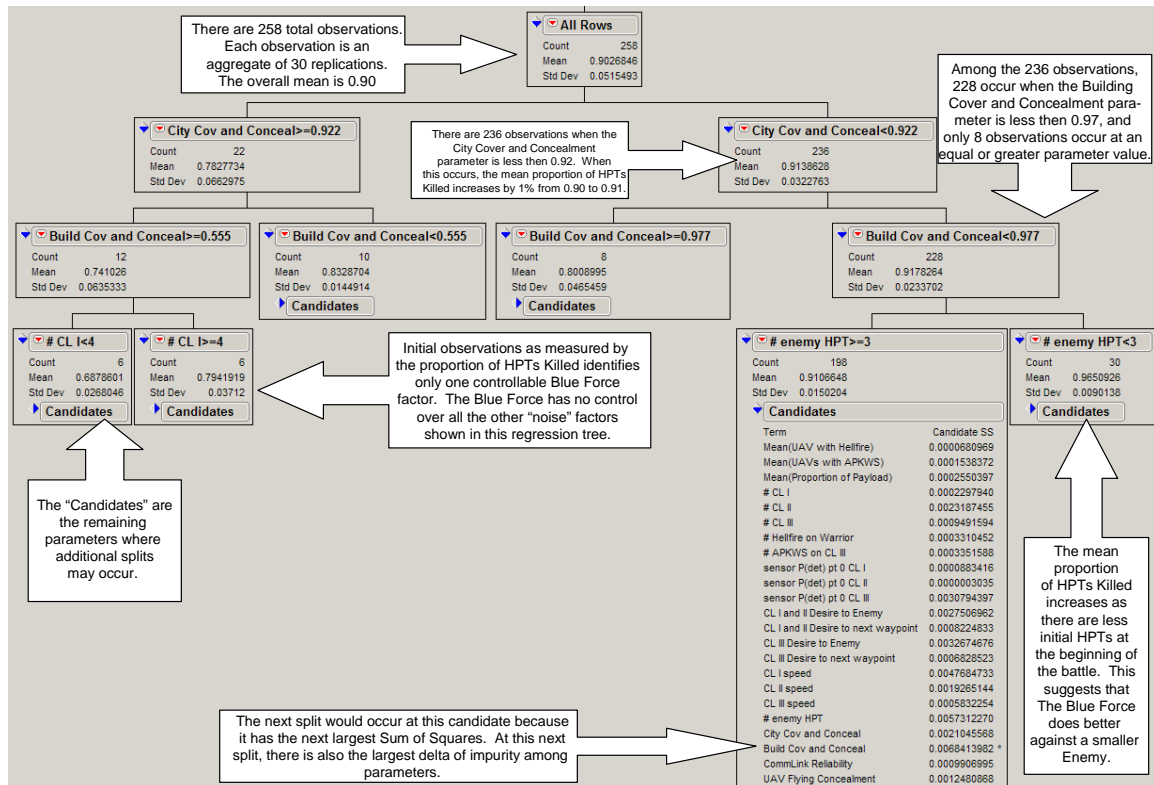 There are 258 total observations.
Each observation is an
aggregate of 30 replications.
The overall mean is 0.90
All Rows
Count 258
Mean 0.9026846
Std Dev 0.0515493
Among the 236 observations,
228 occur when the Building
Cover and Concealment para-
meter is less then 0.97, and
only 8 observations occur at an
equal or greater parameter value.
City Cov and Conceal>=0.922
Count 22
Mean 0.7827734
Std Dev 0.0662975
There are 236 observations when the
City Cover and Concealment
parameter is less then 0.92. When
this occurs, the mean proportion of HPTs
Killed increases by 1% from 0.90 to 0.91.
City Cov and Conceal<0.922
Count 236
Mean 0.9138628
Std Dev 0.0322763
Build Cov and Conceal>=0.555
Count 12
Mean 0.741026
Std Dev 0.0635333
Build Cov and Conceal<0.555
Count 10
Mean 0.8328704
Std Dev 0.0144914
Candidates
Build Cov and Conceal>=0.977
Count 8
Mean 0.8008995
Std Dev 0.0465459
Candidates
Build Cov and Conceal<0.977
Count 228
Mean 0.9178264
Std Dev 0.0233702
# CL I<4
Count 6
Mean 0.6878601
Std Dev 0.0268046
Candidates
# CL I>=4
Count 6
Mean 0.7941919
Std Dev 0.03712
Candidates
Initial observations as measured by
the proportion of HPTs Killed identifies
only one controllable Blue Force
factor. The Blue Force has no control
over all the other “noise” factors
shown in this regression tree.
# enemy HPT>=3
Count 198
Mean 0.9106648
Std Dev 0.0150204
Candidates
Term Candidate SS
Mean(UAV with Hellfire) 0.0000680969
Mean(UAVs with APKWS) 0.0001538372
Mean(Proportion of Payload) 0.0002550397
# CL I 0.0002297940
# CL II 0.0023187455
# CL III 0.0009491594
# Hellfire on Warrior 0.0003310452
# APKWS on CL III 0.0003351588
sensor P(det) pt 0 CL I 0.0000883416
sensor P(det) pt 0 CL II 0.0000003035
sensor P(det) pt 0 CL III 0.0030794397
CL I and II Desire to Enemy 0.0027506962
CL I and II Desire to next waypoint 0.0008224833
CL III Desire to Enemy 0.0032674676
CL III Desire to next waypoint 0.0006828523
CL I speed 0.0047684733
CL II speed 0.0019265144
CL III speed 0.0005832254
# enemy HPT 0.0057312270
City Cov and Conceal 0.0021045568
Build Cov and Conceal 0.0068413982 *
CommLink Reliability 0.0009906995
UAV Flying Concealment 0.0012480868
# enemy HPT<3
Count 30
Mean 0.9650926
Std Dev 0.0090138
Candidates
The “Candidates” are
the remaining
parameters where
additional splits
may occur.
The mean
proportion
of HPTs Killed
increases as
there are less
initial HPTs at
the beginning of
the battle. This
suggests that
The Blue Force
does better
against a smaller
Enemy.
The next split would occur at this candidate because
it has the next largest Sum of Squares. At this next
split, there is also the largest delta of impurity among
parameters.